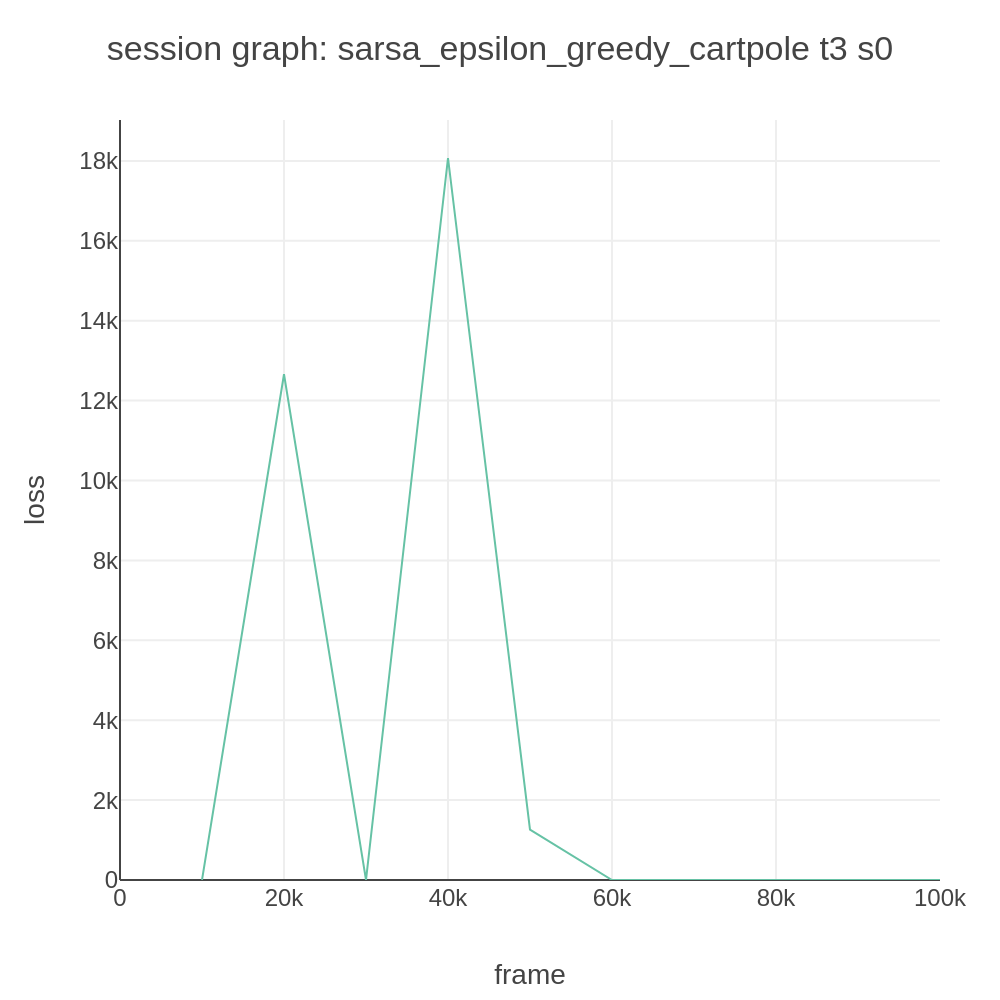 session graph: sarsa_epsilon_greedy_cartpole t3 s0
18k
16k
14k
12k
10k
8k
6k
4k
2k
0
loss
0 20k 40k 60k 80k 100k
frame